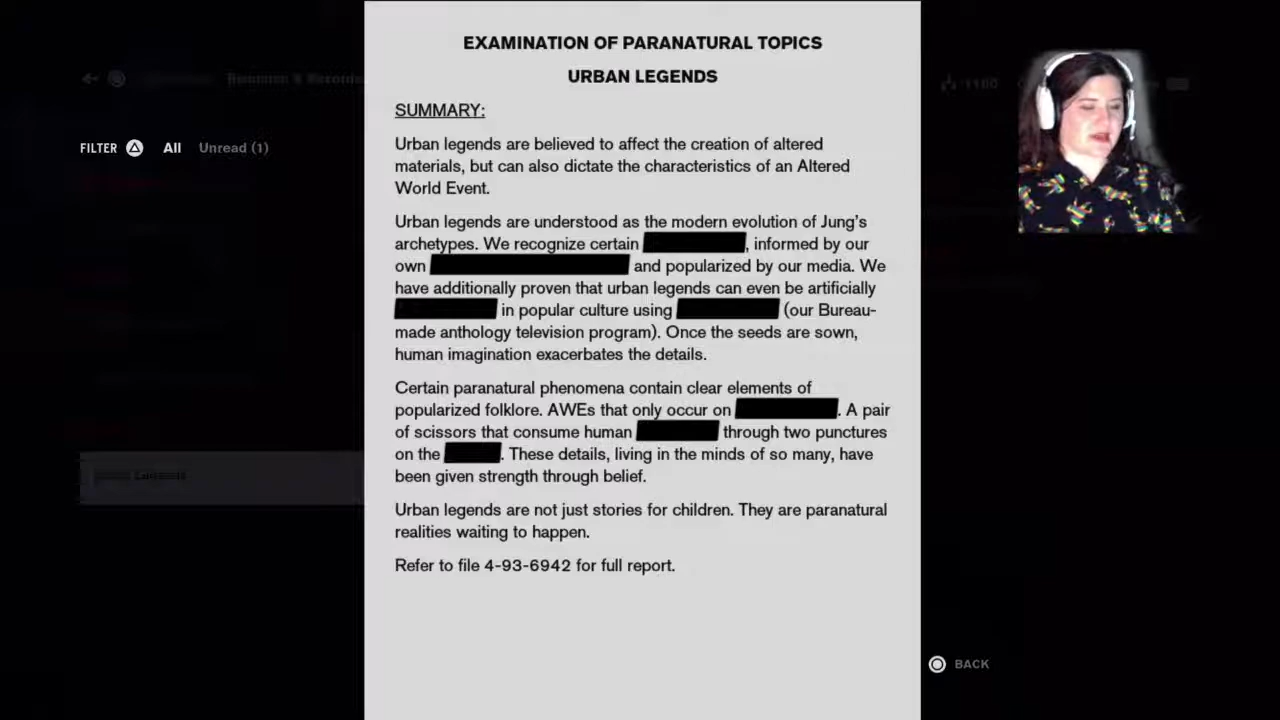 EXAMINATION OF PARANATURAL TOPICS
URBAN LEGENDS
SUMMARY:
Urban legends are believed to affect the creation of altered
materials, but can also dictate the characteristics of an Altered
World Event.
Urban legends are understood as the modern evolution of Jung's
archetypes. We recognize certain , informed by our
own and popularized by our media. We
have additionally proven that urban legends can even be artificially
in popular culture using (our Bureau-
made anthology television program). Once the seeds are sown,
human imagination exacerbates the details.
Certain paranatural phenomena contain clear elements of
popularized folklore. AWEs that only occur on . A pair
of scissors that consume human through two punctures
on the . These details, living in the minds of so many, have
been given strength through belief.
Urban legends are not just stories for children. They are paranatural
realities waiting to happen.
Refer to file 4-93-6942 for full report.
FILTER All Unread (1)
BACK